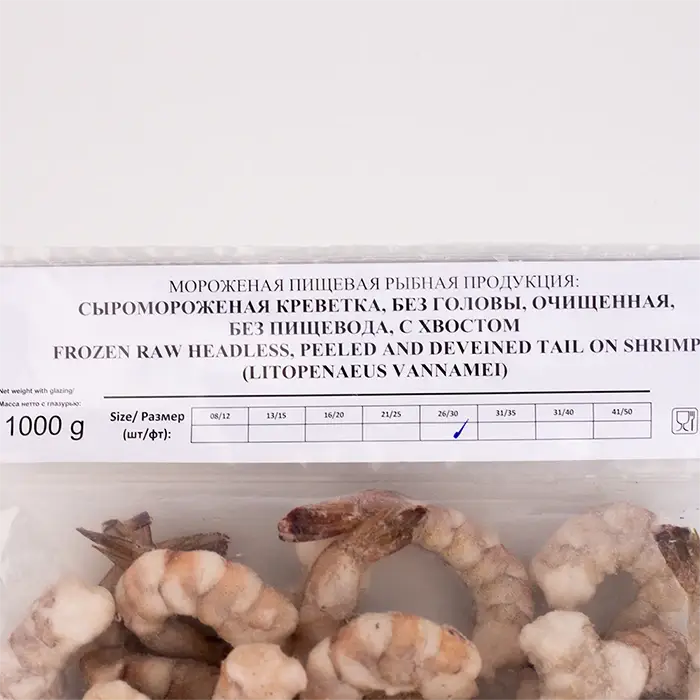 МОРОЖЕНАЯ ПИЩЕВАЯ РЫБНАЯ ПРОДУКЦИЯ:
СЫРОМОРОЖЕНАЯ КРЕВЕТКА, БЕЗ ГОЛОВЫ, ОЧИЩЕННАЯ,
БЕЗ ПИЩЕВОДА, С ХВОСТОМ
FROZEN RAW HEADLESS, PEELED AND DEVEINED TAIL ON SHRIMP
(LITOPENAEUS VANNAMEI)
Net weight with glazing/
Масса нетто с глазурью:
1000 g
Size/ Размер
(шт/фт):
08/12 13/15 16/20 21/25 26/30 31/35 31/40 41/50